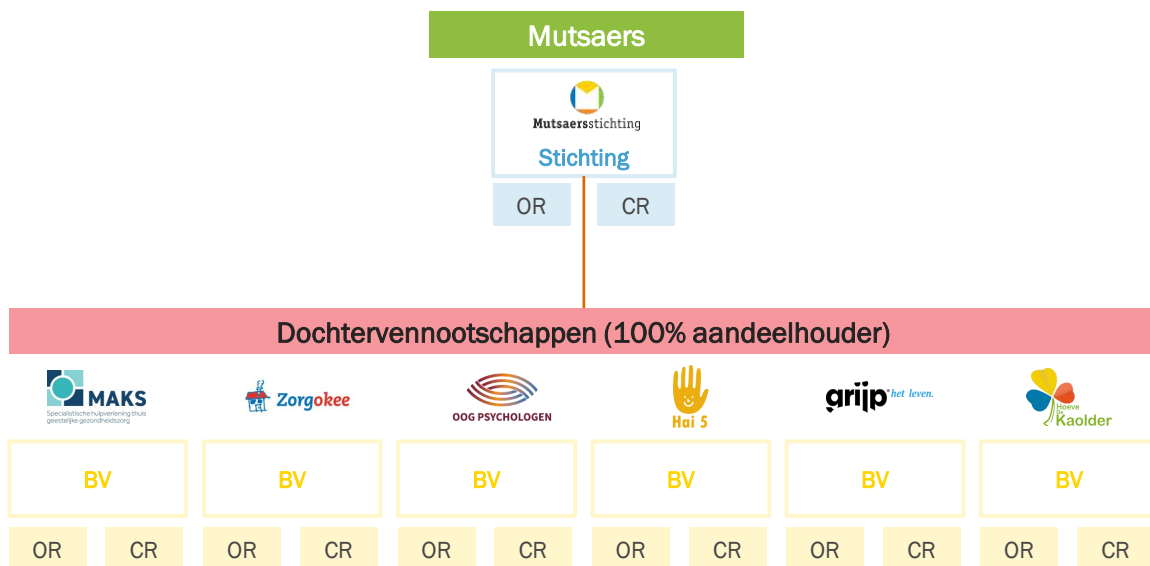 Mutsaers
Mutsaersstichting
Stichting
OR CR
Dochtervennootschappen (100% aandeelhouder)
MAKS
Specialistische hulpverlening thuis
geestelijke gezondheidszorg
Zorgokee
OOG PSYCHOLOGEN
Hai 5
grijp® het leven.
Hoeve
De
Kaolder
BV BV BV BV BV BV
OR CR OR CR OR CR OR CR OR CR OR CR